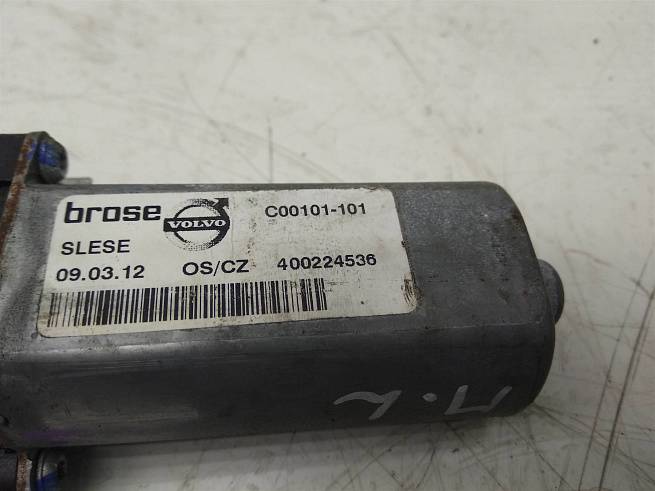 brose VOLVO C00101-101
SLESE
09.03.12 OS/CZ 400224536